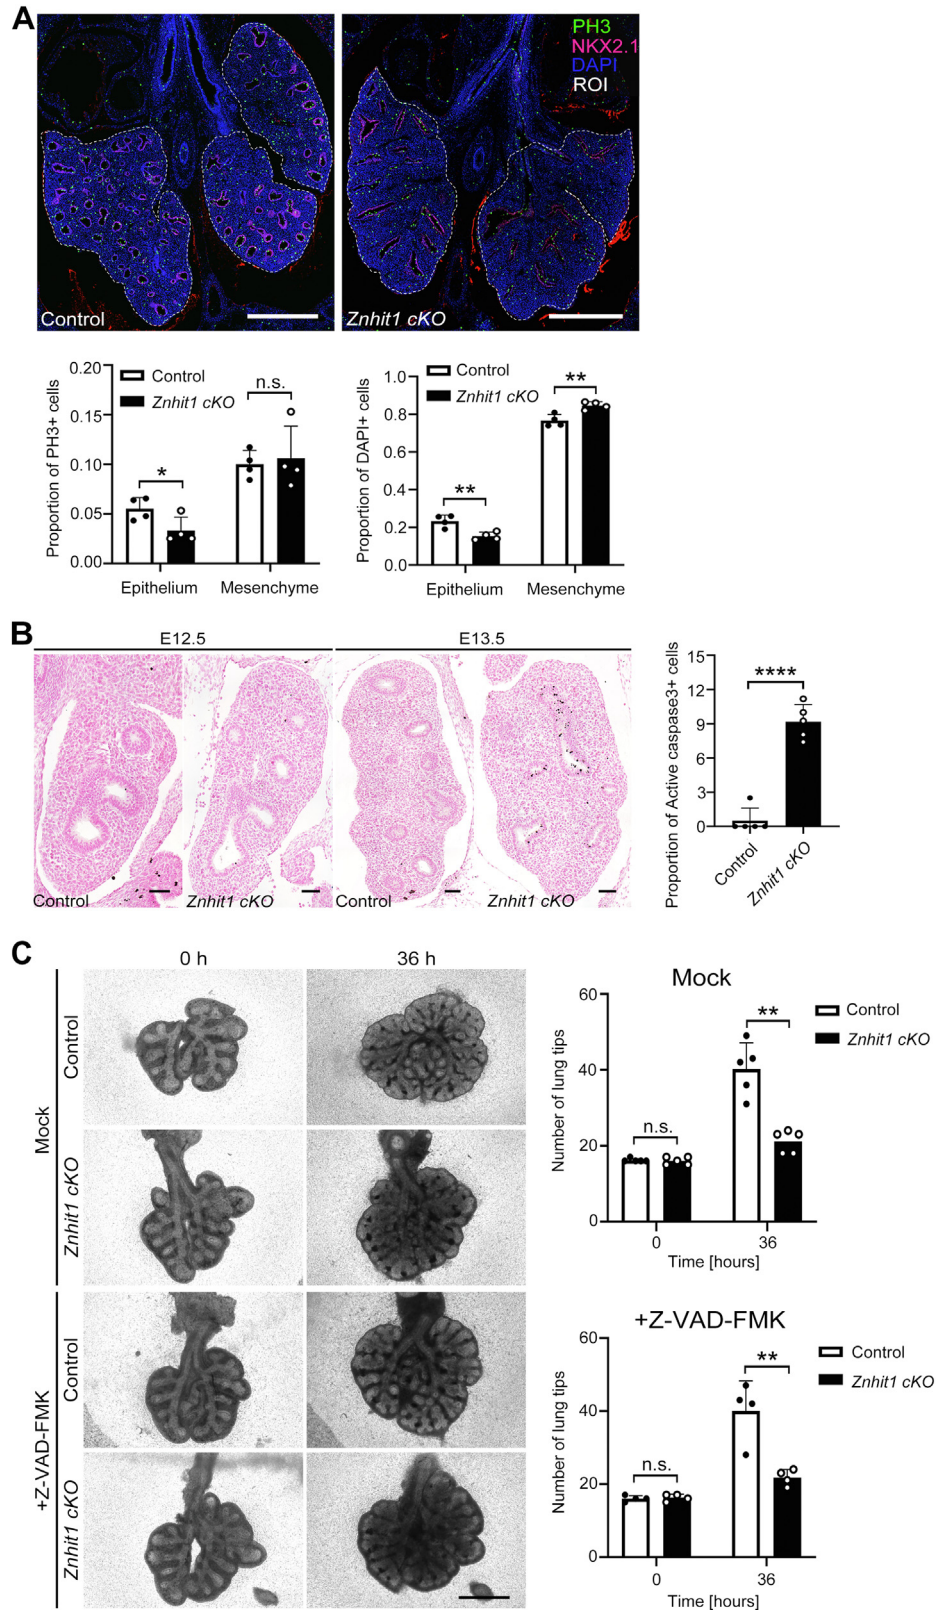 A
PH3
NKX2.1
DAPI
ROI
Control
Znhit1 cKO
0.20
0.15
0.10
0.05
0.00
Proportion of PH3+ cells
Control
Znhit1 cKO
n.s.
*
Epithelium
Mesenchyme
1.0
0.8
0.6
0.4
0.2
0.0
Proportion of DAPI+ cells
Control
Znhit1 cKO
**
**
Epithelium
Mesenchyme
B
E12.5
E13.5
Control
Znhit1 cKO
Control
Znhit1 cKO
15
12
9
6
3
0
Proportion of Active caspase3+ cells
****
Control
Znhit1 cKO
C
0 h
36 h
Mock
Control
Znhit1 cKO
+Z-VAD-FMK
Control
Znhit1 cKO
Mock
60
40
20
0
Number of lung tips
Control
Znhit1 cKO
n.s.
**
0
36
Time [hours]
+Z-VAD-FMK
60
40
20
0
Number of lung tips
Control
Znhit1 cKO
n.s.
**
0
36
Time [hours]